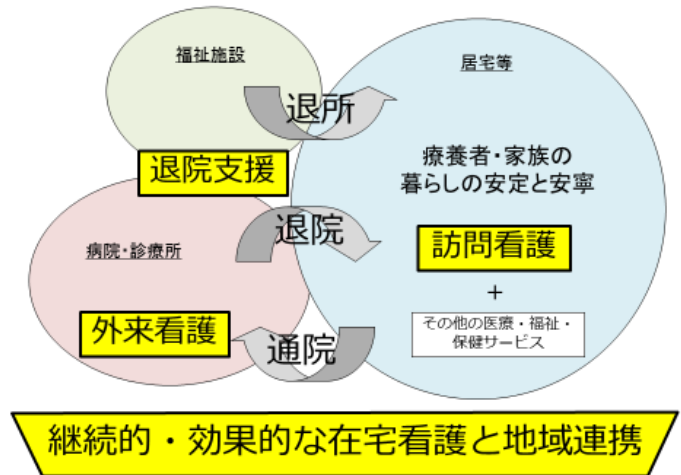 福祉施設
居宅等
退所
療養者・家族の
暮らしの安定と安寧
退院支援
退院
訪問看護
病院・診療所
+
その他の医療・福祉・
保健サービス
外来看護
通院
継続的・効果的な在宅看護と地域連携